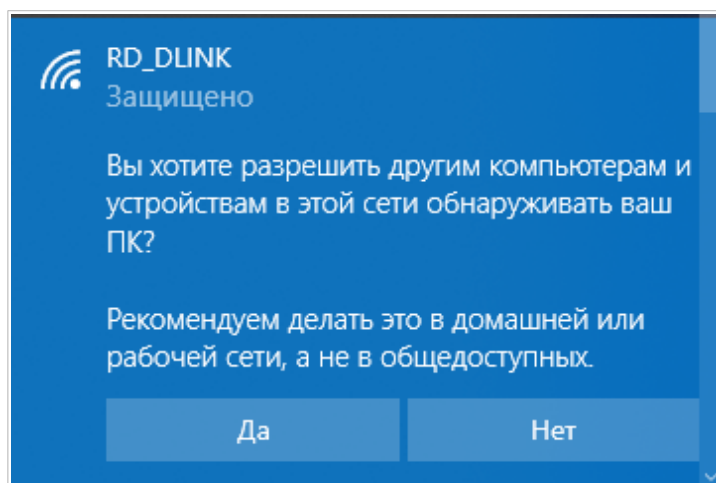 RD_DLINK
Защищено
Вы хотите разрешить другим компьютерам и
устройствам в этой сети обнаруживать ваш
ПК?
Рекомендуем делать это в домашней или
рабочей сети, а не в общедоступных.
Да Нет